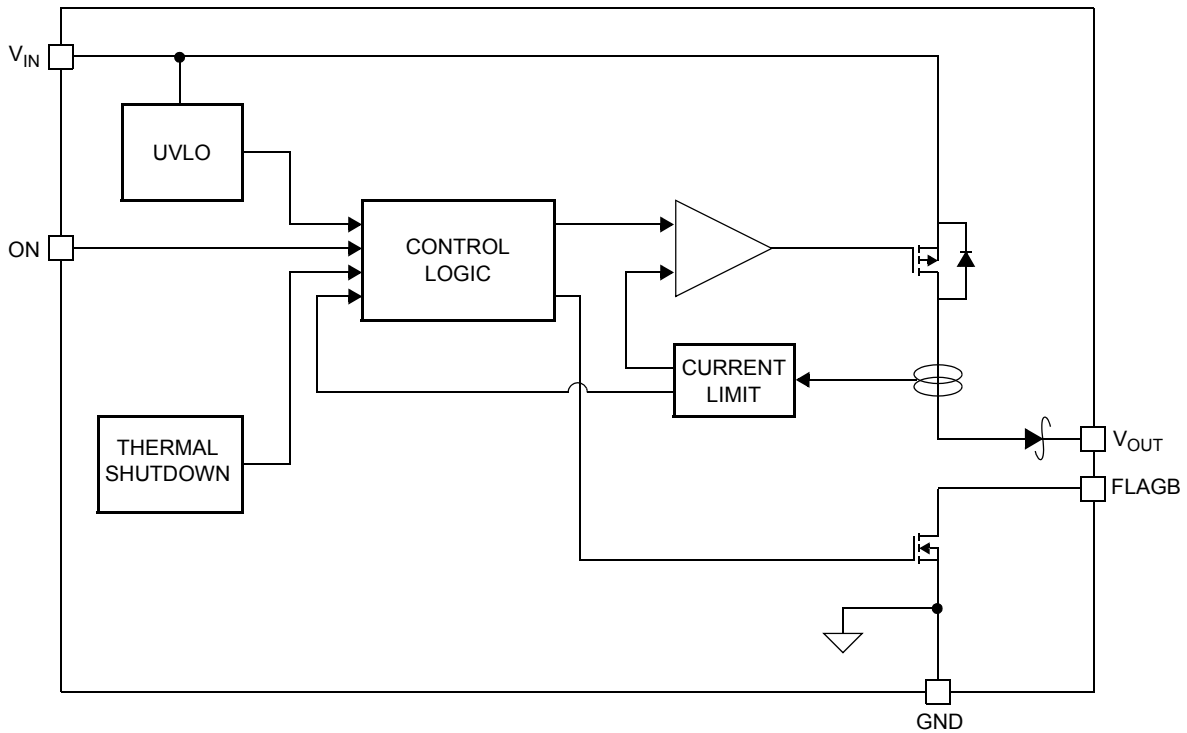 V_IN
UVLO
ON
CONTROL
LOGIC
CURRENT
LIMIT
THERMAL
SHUTDOWN
V_OUT
FLAGB
GND